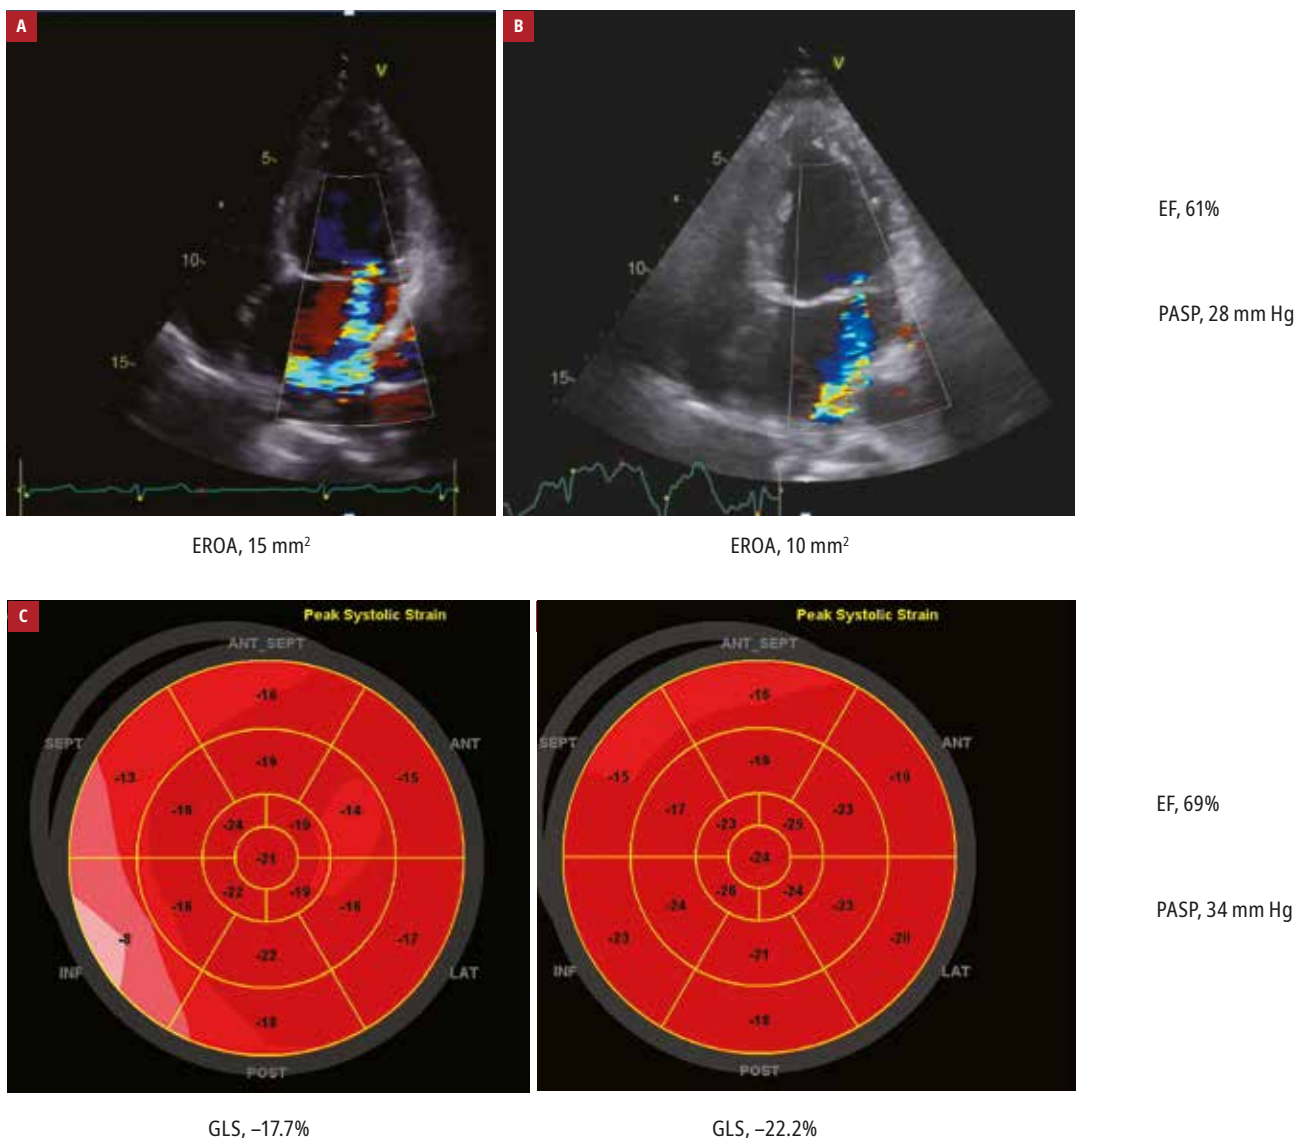 A
V
5
10
15
EROA, 15 mm²
B
V
5
10
15
EROA, 10 mm²
EF, 61%
PASP, 28 mm Hg
C
Peak Systolic Strain
ANT_SEPT
SEPT
ANT
INF
LAT
POST
-16
-13
-15
-19
-16
-14
-24
-19
-21
-22
-19
-16
-16
-8
-17
-22
-18
GLS, –17.7%
Peak Systolic Strain
ANT_SEPT
SEPT
ANT
INF
LAT
POST
-15
-15
-19
-19
-17
-23
-23
-25
-24
-26
-24
-24
-23
-23
-20
-21
-18
GLS, –22.2%
EF, 69%
PASP, 34 mm Hg